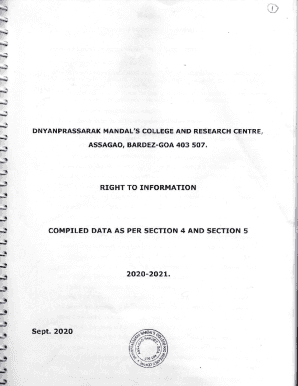 1
DNYANPRASSARAK MANDAL'S COLLEGE AND RESEARCH CENTRE,
ASSAGAO, BARDEZ-GOA 403 507.
RIGHT TO INFORMATION
COMPILED DATA AS PER SECTION 4 AND SECTION 5
2020-2021.
Sept. 2020